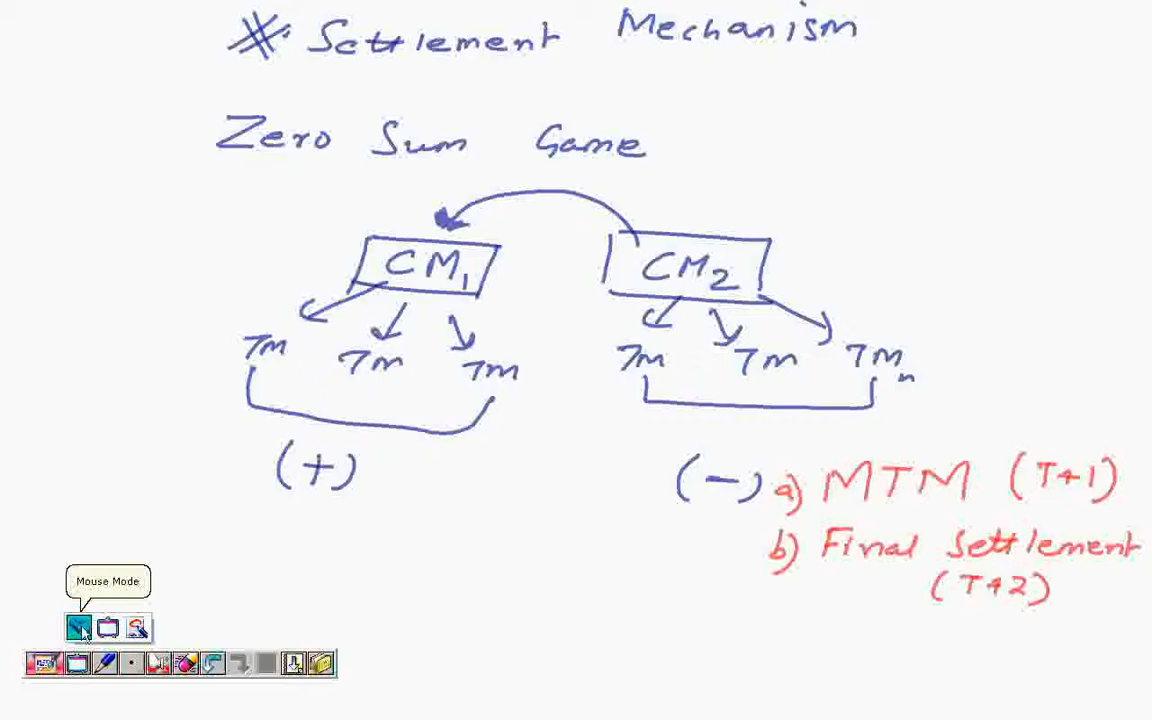 * Settlement Mechanism
Zero Sum Game
CM1 CM2
TM TM TM TM TM TMn
(+) (-) a) MTM (T+1)
b) Final Settlement
(T+2)
Mouse Mode